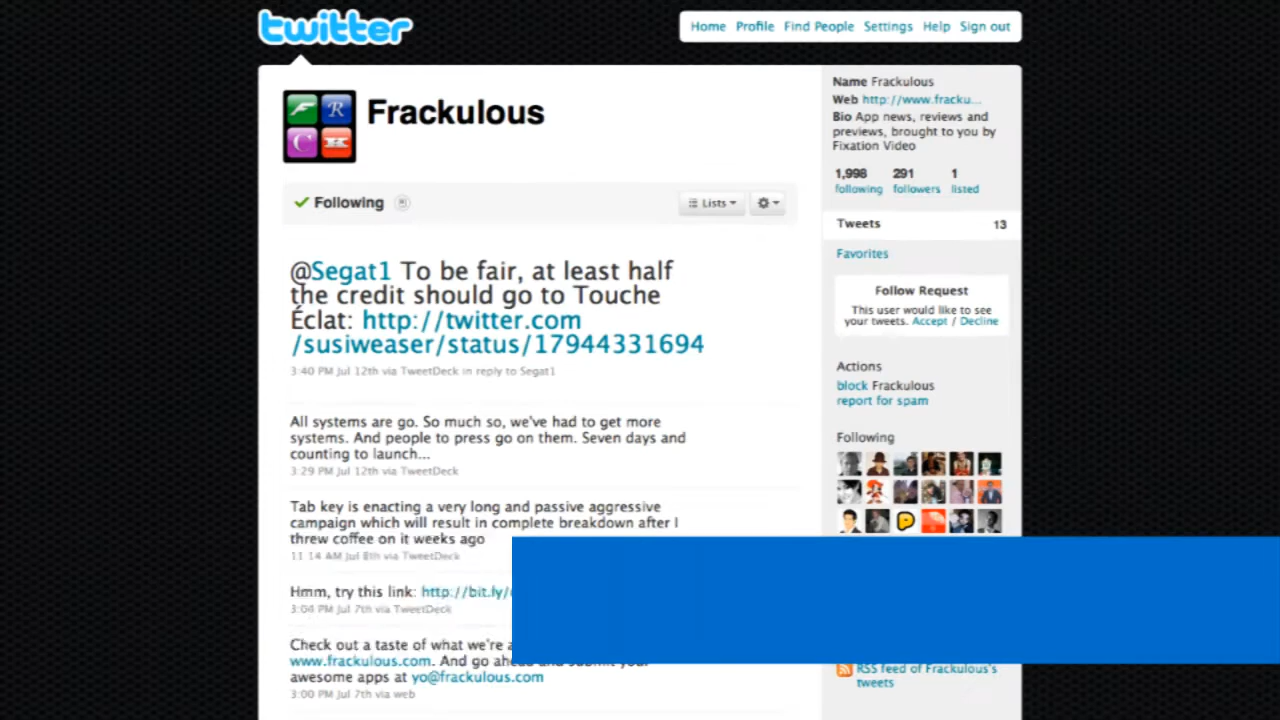 twitter
Home Profile Find People Settings Help Sign out
F R
C K
Frackulous
Following
Lists
@Segat1 To be fair, at least half
the credit should go to Touche
Éclat: http://twitter.com
/susiweaser/status/17944331694
3:40 PM Jul 12th via TweetDeck in reply to Segat1
All systems are go. So much so, we've had to get more
systems. And people to press go on them. Seven days and
counting to launch...
3:29 PM Jul 12th via TweetDeck
Tab key is enacting a very long and passive aggressive
campaign which will result in complete breakdown after I
threw coffee on it weeks ago
11:14 AM Jul 8th via TweetDeck
Hmm, try this link: http://bit.ly/
3:04 PM Jul 7th via TweetDeck
Check out a taste of what we're
www.frackulous.com. And go ahead and submit your
awesome apps at yo@frackulous.com
3:00 PM Jul 7th via web
Name Frackulous
Web http://www.fracku...
Bio App news, reviews and
previews, brought to you by
Fixation Video
1,998 291 1
following followers listed
Tweets 13
Favorites
Follow Request
This user would like to see
your tweets. Accept / Decline
Actions
block Frackulous
report for spam
Following
P
RSS feed of Frackulous's
tweets